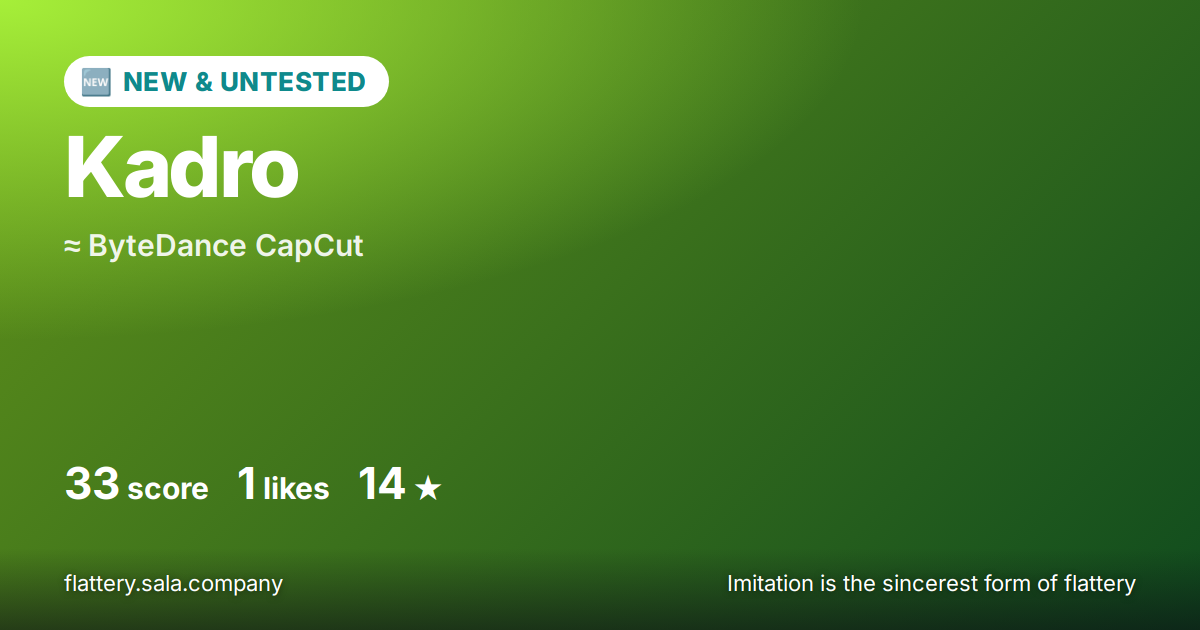 🆕 NEW & UNTESTED
Kadro
≈ ByteDance CapCut
33 score 1 likes 14 ★
flattery.sala.company
Imitation is the sincerest form of flattery